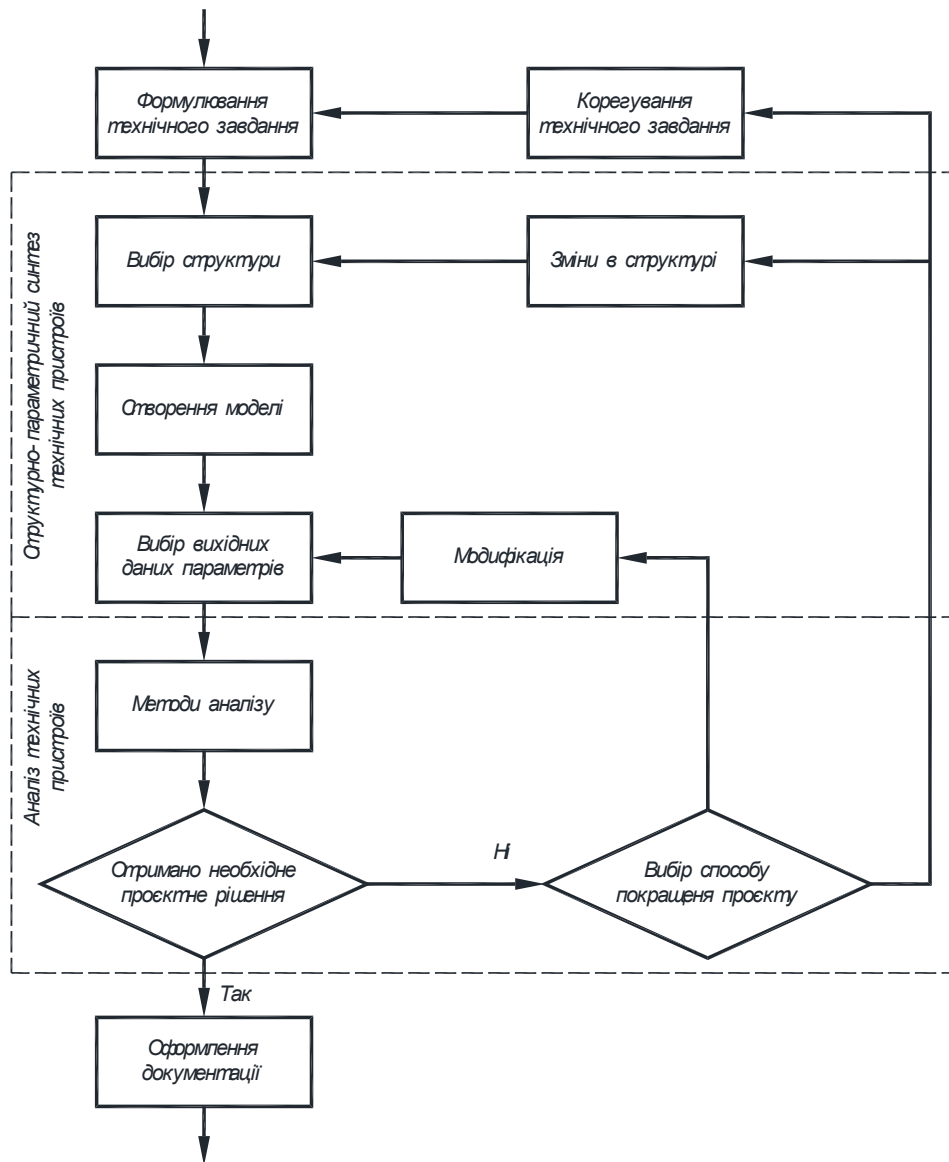 Формулювання
технічного завдання
Корегування
технічного завдання
Вибір структури
Зміни в структурі
Створення моделі
Структурно-параметричний синтез
технічних пристроїв
Вибір вихідних
даних параметрів
Модифікація
Методи аналізу
Аналіз технічних
пристроїв
Отримано необхідне
проєктне рішення
Ні
Вибір способу
покращеня проєкту
Так
Оформлення
документації